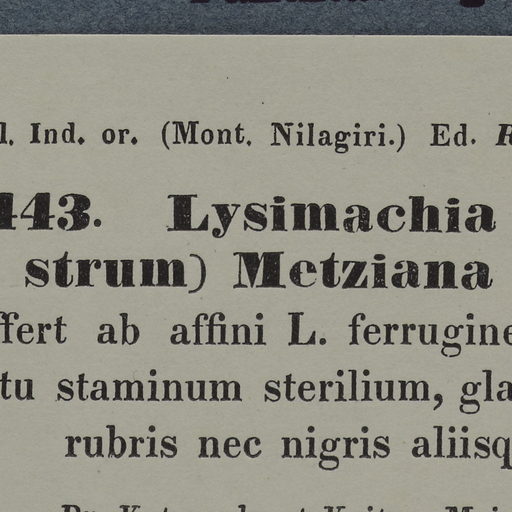 l. Ind. or. (Mont. Nilagiri.) Ed. R
443. Lysimachia
strum) Metziana
ffert ab affini L. ferrugine
tu staminum sterilium, gla
rubris nec nigris aliisq